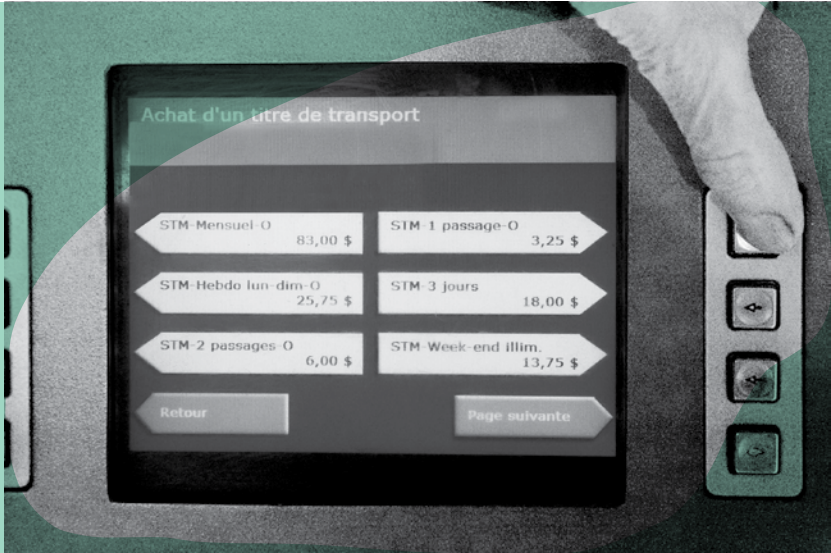 Achat d'un titre de transport
STM-Mensuel-O
83,00 $
STM-1 passage-O
3,25 $
STM-Hebdo lun-dim-O
25,75 $
STM-3 jours
18,00 $
STM-2 passages-O
6,00 $
STM-Week-end illim.
13,75 $
Retour
Page suivante